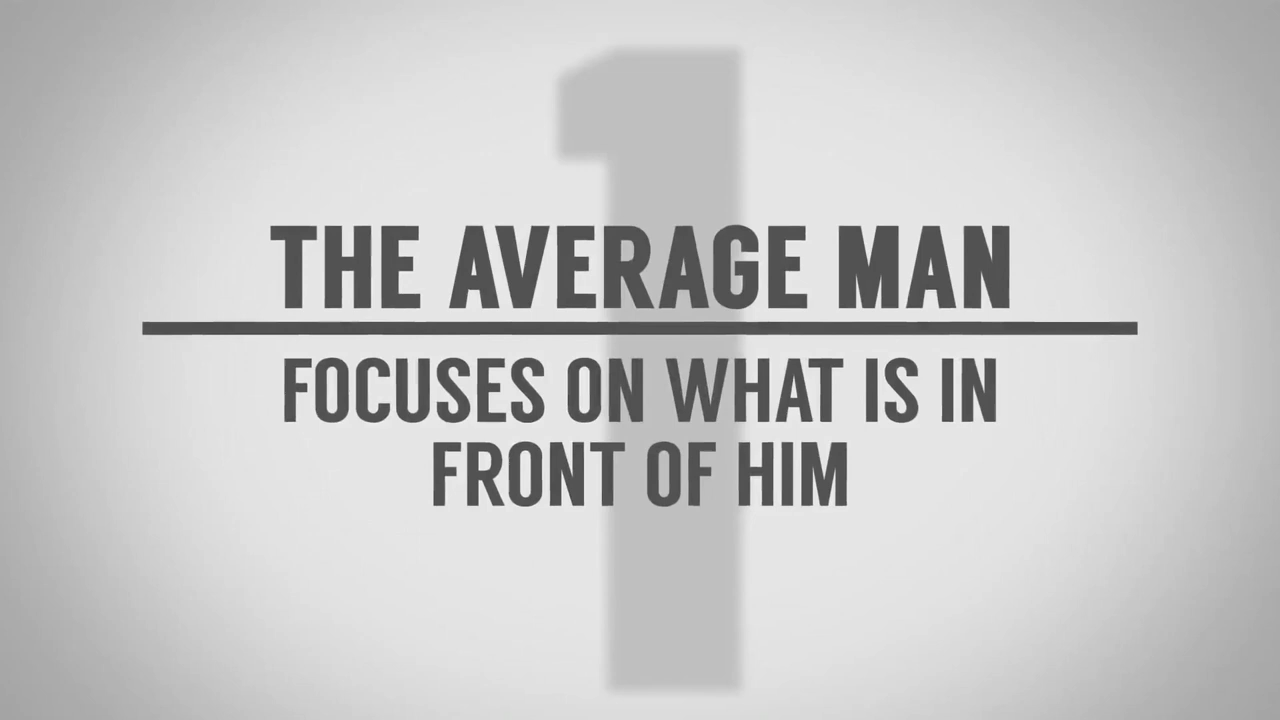 1
THE AVERAGE MAN
FOCUSES ON WHAT IS IN
FRONT OF HIM